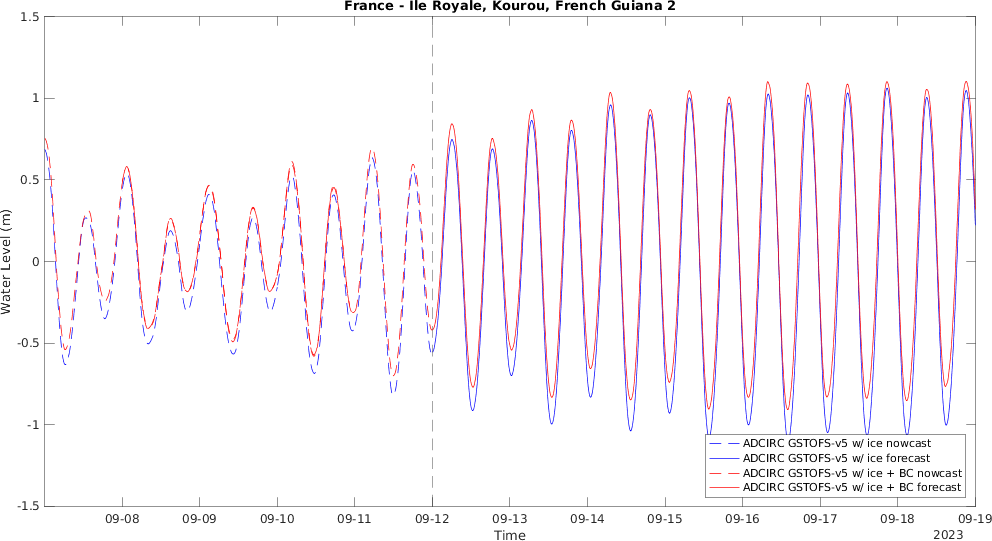 France - Ile Royale, Kourou, French Guiana 2
1.5
1
0.5
0
-0.5
-1
-1.5
Water Level (m)
ADCIRC GSTOFS-v5 w/ ice nowcast
ADCIRC GSTOFS-v5 w/ ice forecast
ADCIRC GSTOFS-v5 w/ ice + BC nowcast
ADCIRC GSTOFS-v5 w/ ice + BC forecast
09-08 09-09 09-10 09-11 09-12 09-13 09-14 09-15 09-16 09-17 09-18 09-19
Time
2023